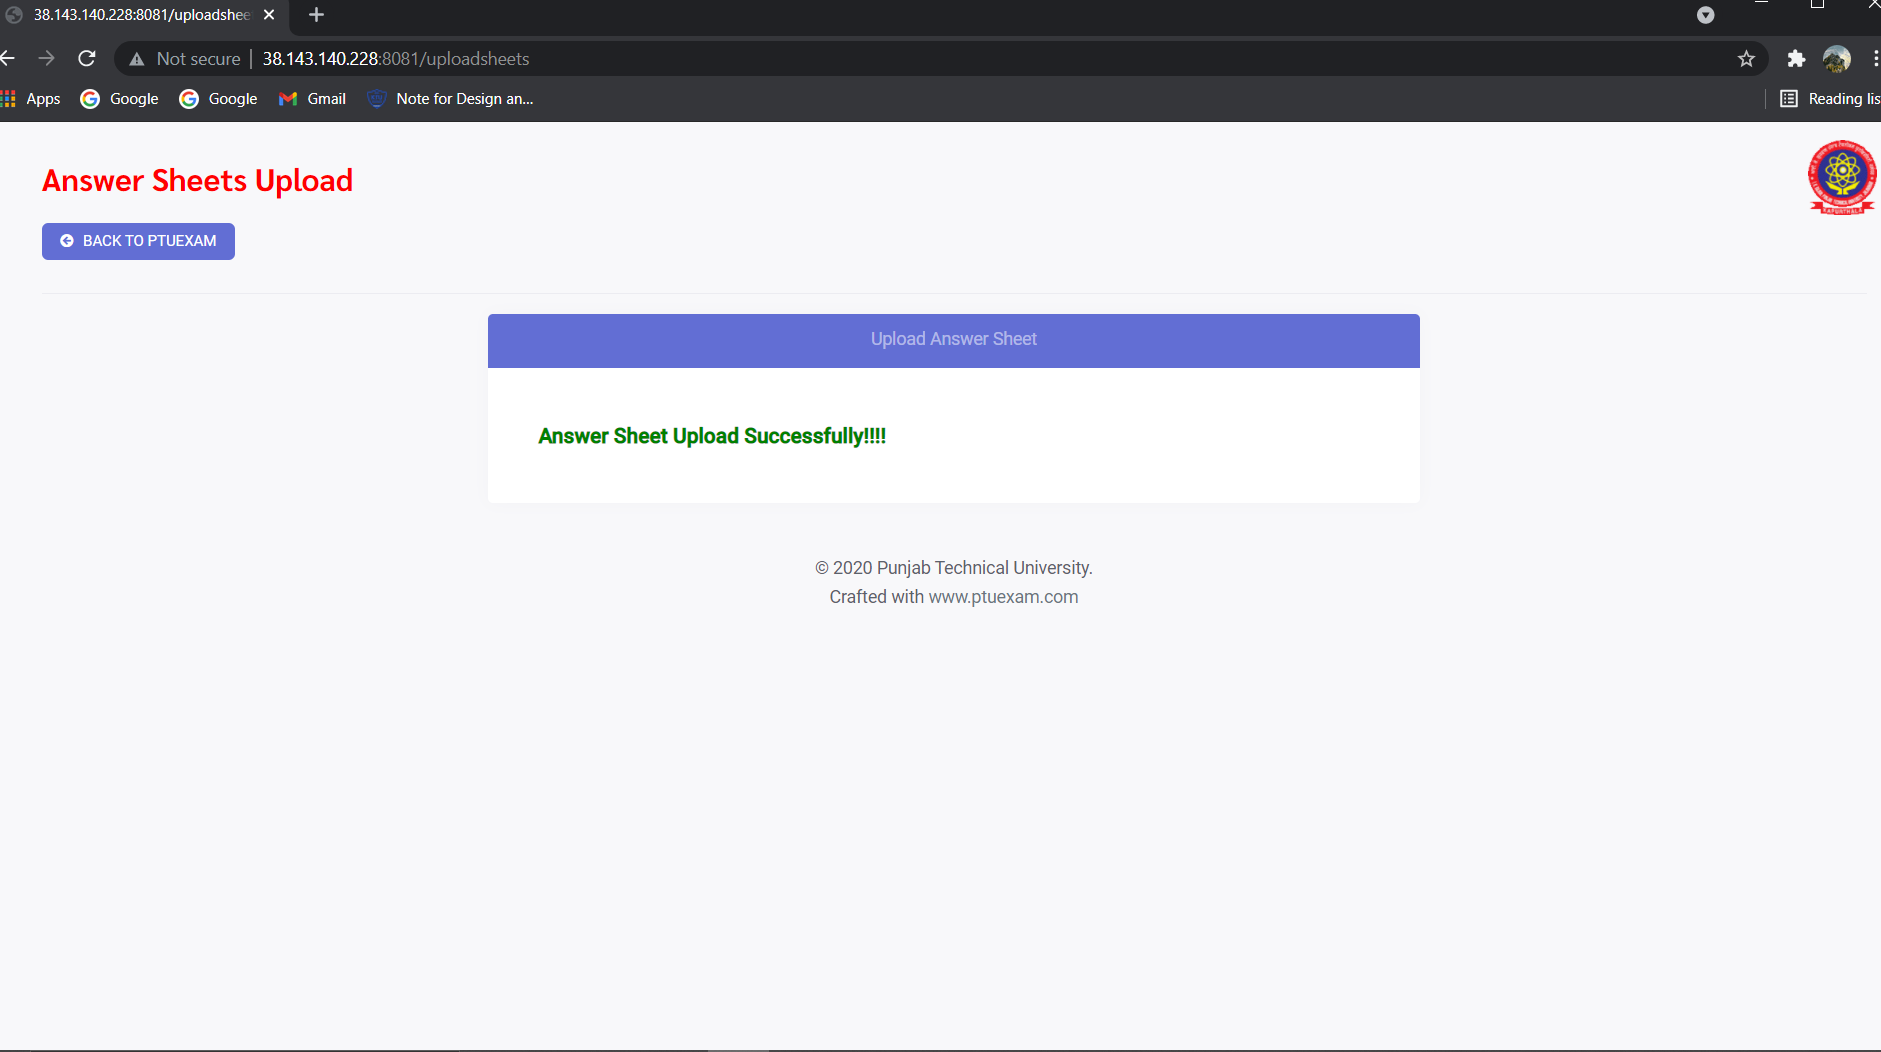 38.143.140.228:8081/uploadshee
Not secure 38.143.140.228:8081/uploadsheets
Apps Google Google Gmail Note for Design an... Reading lis
Answer Sheets Upload
BACK TO PTUEXAM
Upload Answer Sheet
Answer Sheet Upload Successfully!!!!
© 2020 Punjab Technical University.
Crafted with www.ptuexam.com
KAPURTHALA